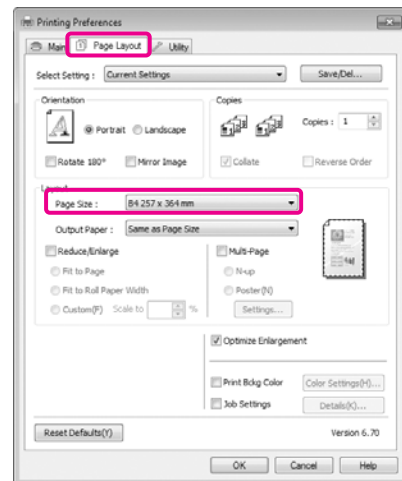 Printing Preferences
Main Page Layout Utility
Select Setting : Current Settings Save/Del...
Orientation Copies
A Portrait Landscape Copies : 1
Rotate 180° Mirror Image Collate Reverse Order
Layout
Page Size : B4 257 x 364 mm
Output Paper : Same as Page Size
Reduce/Enlarge Multi-Page
Fit to Page N-up
Fit to Roll Paper Width Poster(N)
Custom(F) Scale to % Settings...
Optimize Enlargement
Print Bckg Color Color Settings(H)...
Job Settings Details(K)...
Reset Defaults(Y) Version 6.70
OK Cancel Help